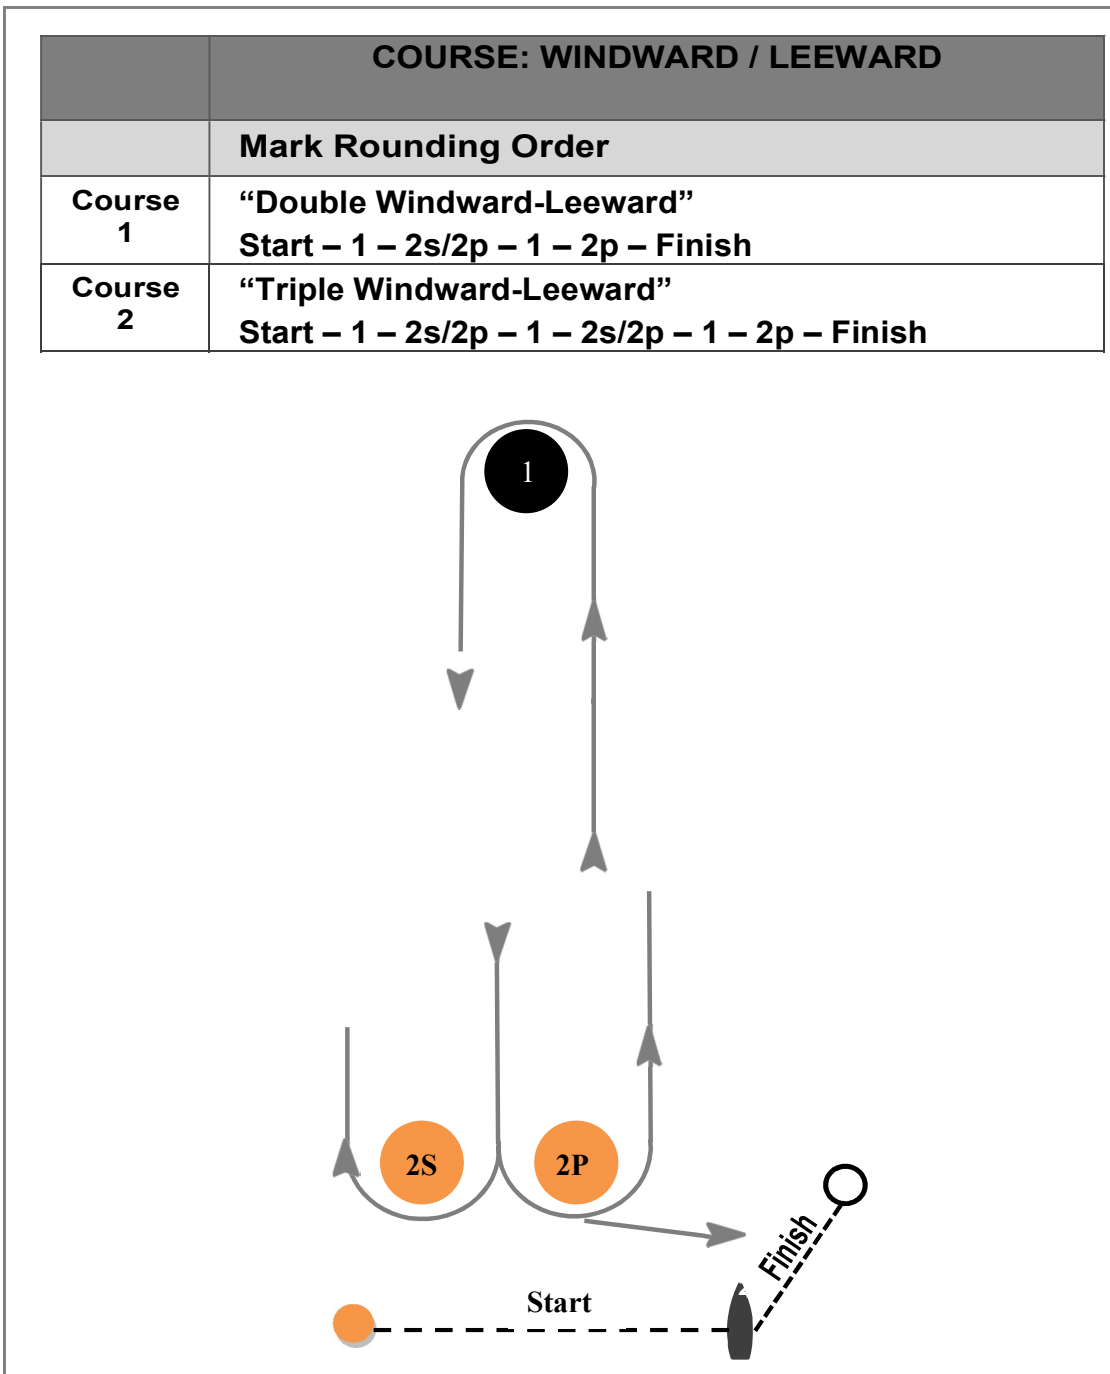 COURSE: WINDWARD / LEEWARD
Mark Rounding Order
Course
1
“Double Windward-Leeward”
Start – 1 – 2s/2p – 1 – 2p – Finish
Course
2
“Triple Windward-Leeward”
Start – 1 – 2s/2p – 1 – 2s/2p – 1 – 2p – Finish
1
2S
2P
Finish
Start